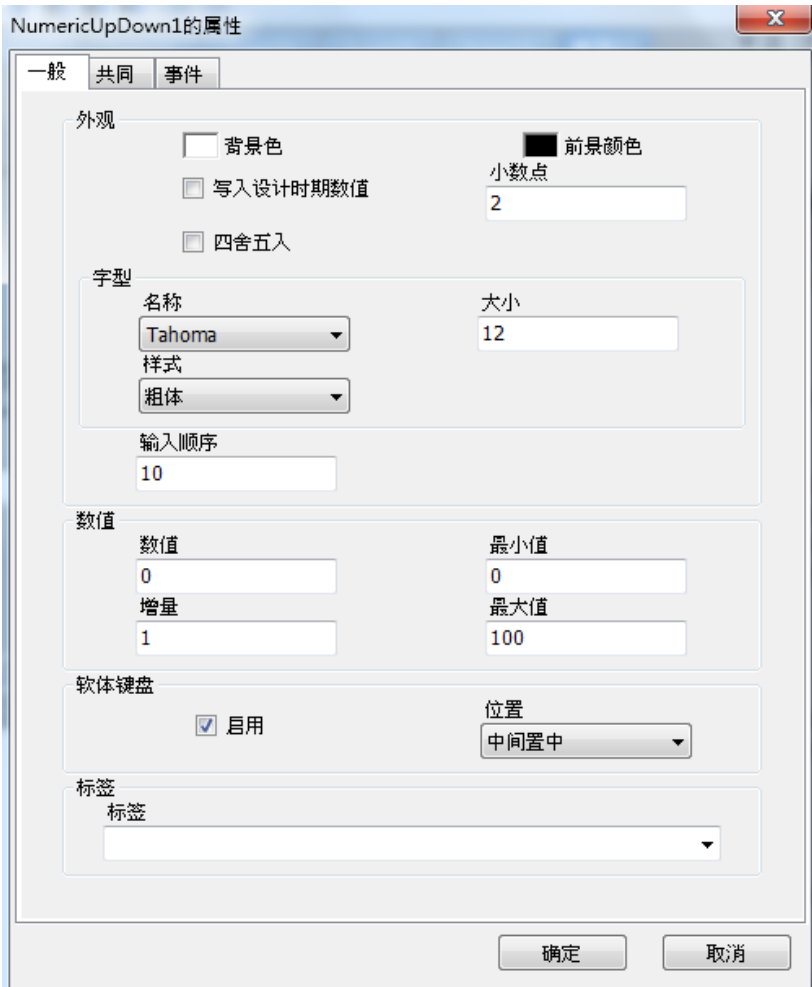 NumericUpDown1的属性
一般 共同 事件
外观
背景色 前景颜色
写入设计时期数值 小数点
2
四舍五入
字型
名称 大小
Tahoma 12
样式
粗体
输入顺序
10
数值
数值 最小值
0 0
增量 最大值
1 100
软体键盘
启用 位置
中间置中
标签
标签
确定 取消